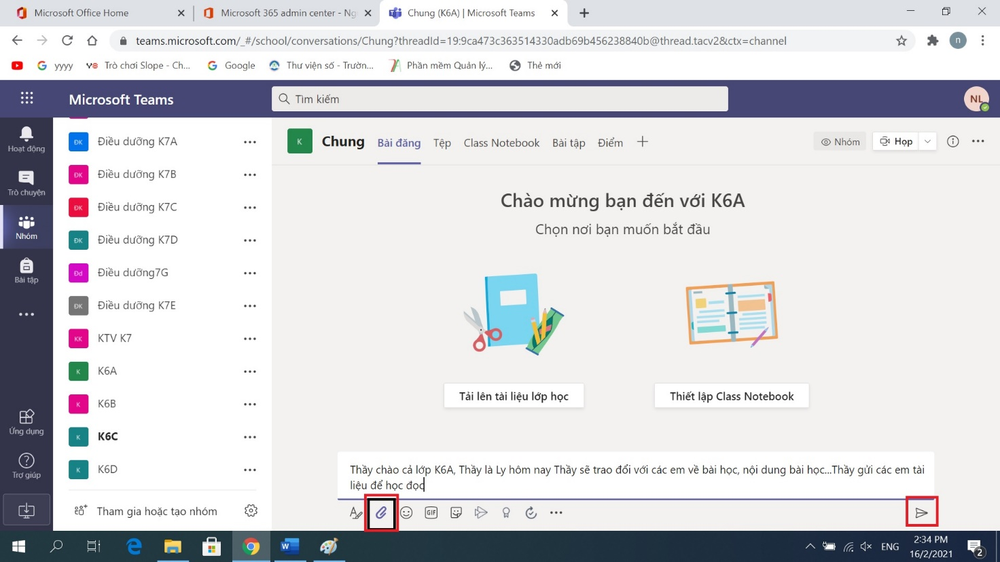 Microsoft Office Home
Microsoft 365 admin center - Ng
Chung (K6A) | Microsoft Teams
teams.microsoft.com/_#/school/conversations/Chung?threadId=19:9ca473c363514330adb69b456238840b@thread.tacv2&ctx=channel
n
yyyy
Trò chơi Slope - Ch...
Google
Thư viện số - Trườn...
Phần mềm Quản lý...
Thẻ mới
Microsoft Teams
Tìm kiếm
NL
Hoạt động
Trò chuyện
Nhóm
Bài tập
Ứng dụng
Trợ giúp
ĐK Điều dưỡng K7A
ĐK Điều dưỡng K7B
ĐK Điều dưỡng K7C
ĐK Điều dưỡng K7D
Đd Điều dưỡng7G
ĐK Điều dưỡng K7E
KK KTV K7
K K6A
K K6B
K K6C
K K6D
Tham gia hoặc tạo nhóm
K Chung Bài đăng Tệp Class Notebook Bài tập Điểm
Nhóm Họp
Chào mừng bạn đến với K6A
Chọn nơi bạn muốn bắt đầu
Tải lên tài liệu lớp học
Thiết lập Class Notebook
Thầy chào cả lớp K6A, Thầy là Ly hôm nay Thầy sẽ trao đổi với các em về bài học, nội dung bài học...Thầy gửi các em tài
liệu để học đọc
GIF
ENG
2:34 PM
16/2/2021
2